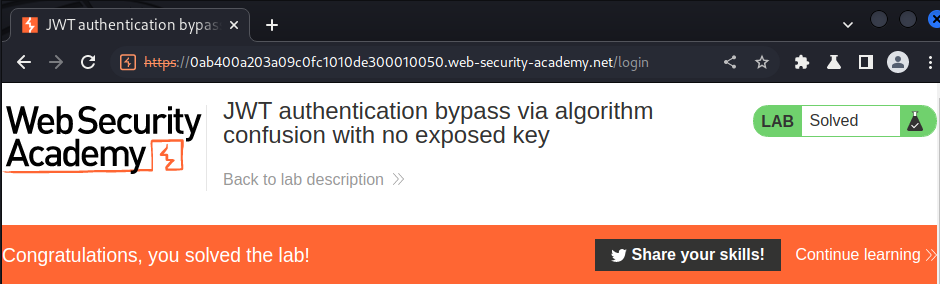 JWT authentication bypas
https://0ab400a203a09c0fc1010de300010050.web-security-academy.net/login
Web Security
Academy
JWT authentication bypass via algorithm
confusion with no exposed key
Back to lab description
LAB
Solved
Congratulations, you solved the lab!
Share your skills!
Continue learning